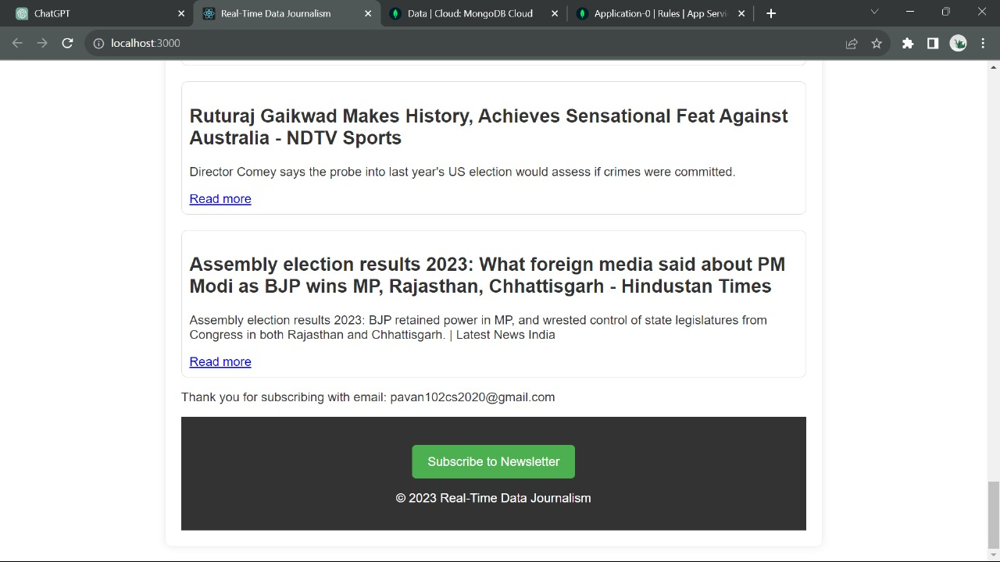 ChatGPT
Real-Time Data Journalism
Data | Cloud: MongoDB Cloud
Application-0 | Rules | App Servi
localhost:3000
Ruturaj Gaikwad Makes History, Achieves Sensational Feat Against
Australia - NDTV Sports
Director Comey says the probe into last year's US election would assess if crimes were committed.
Read more
Assembly election results 2023: What foreign media said about PM
Modi as BJP wins MP, Rajasthan, Chhattisgarh - Hindustan Times
Assembly election results 2023: BJP retained power in MP, and wrested control of state legislatures from
Congress in both Rajasthan and Chhattisgarh. | Latest News India
Read more
Thank you for subscribing with email: pavan102cs2020@gmail.com
Subscribe to Newsletter
© 2023 Real-Time Data Journalism